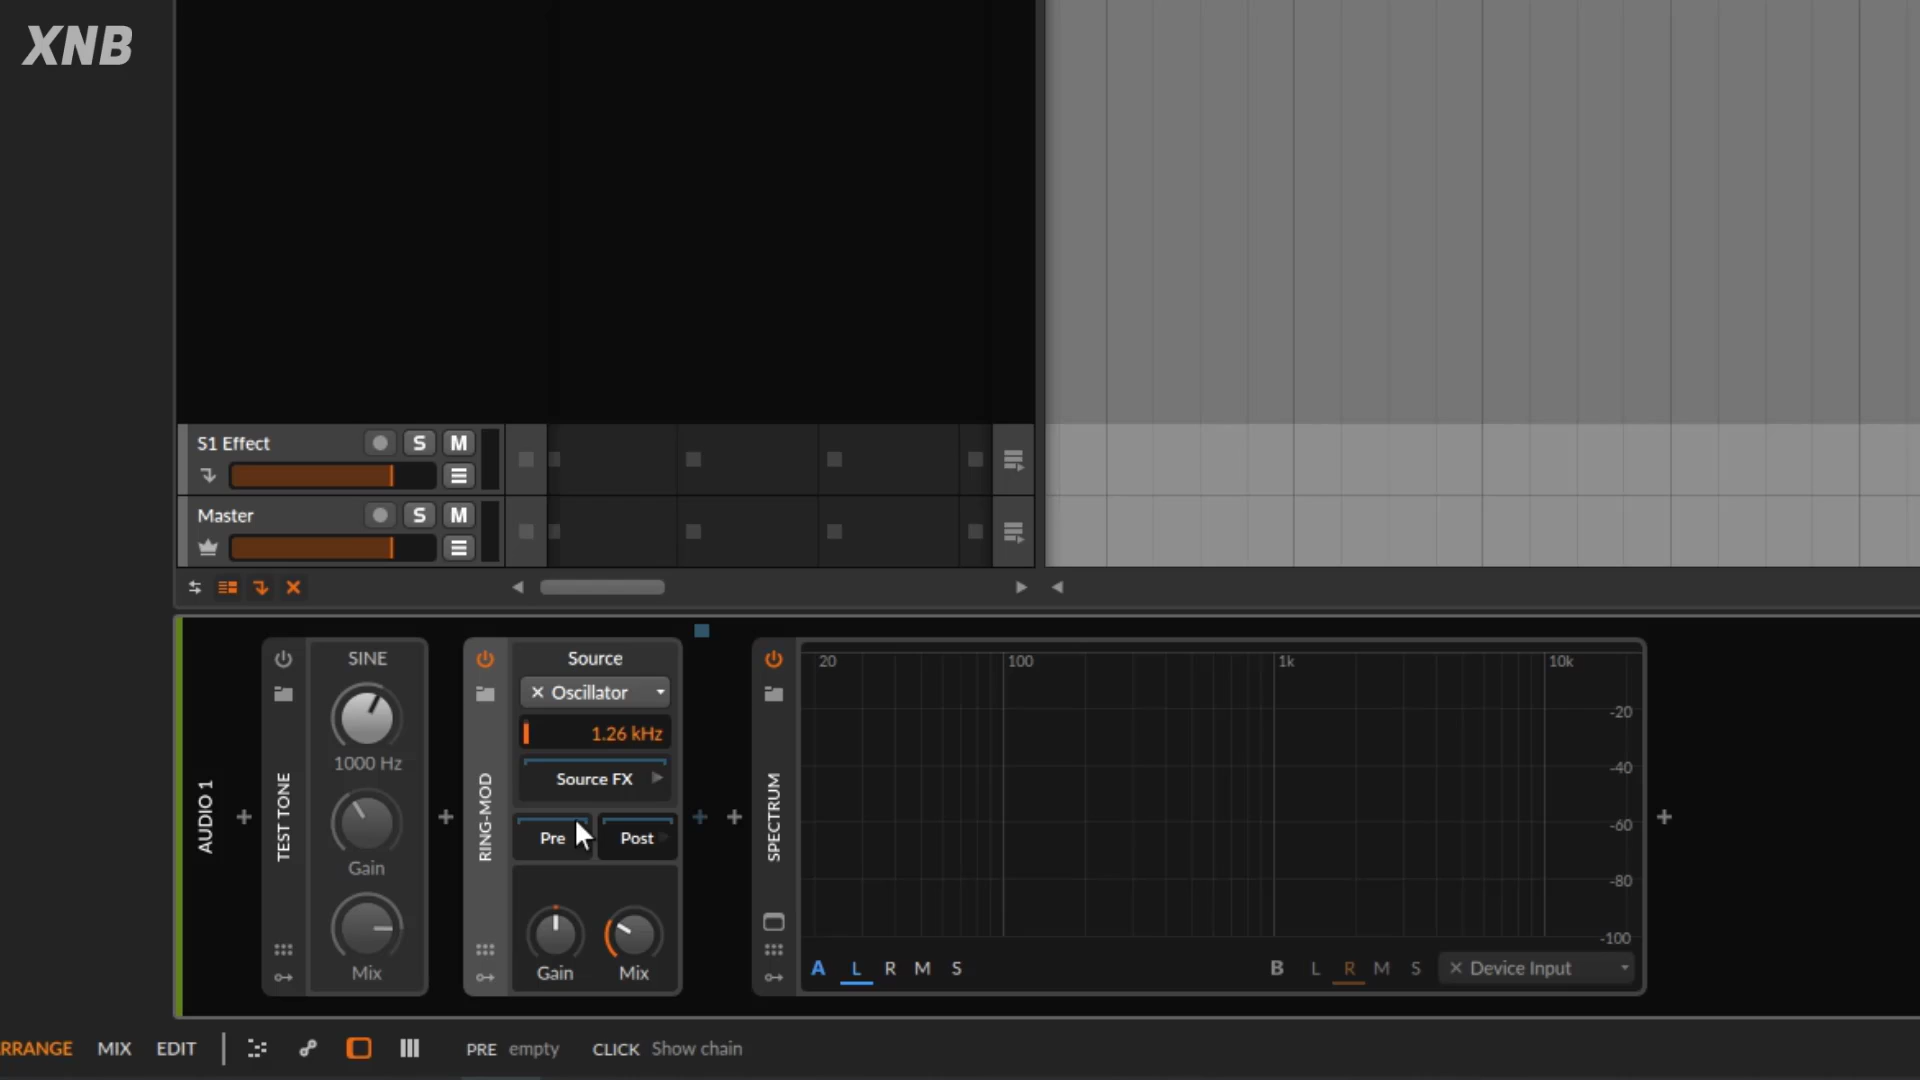 XNB
S1 Effect
S M
Master
S M
AUDIO 1
TEST TONE
SINE
1000 Hz
Gain
Mix
RING-MOD
Source
Oscillator
1.26 kHz
Source FX
Pre Post
Gain Mix
SPECTRUM
20 100 1k 10k
-20
-40
-60
-80
-100
A L R M S
B L R M S Device Input
RRANGE MIX EDIT PRE empty CLICK Show chain